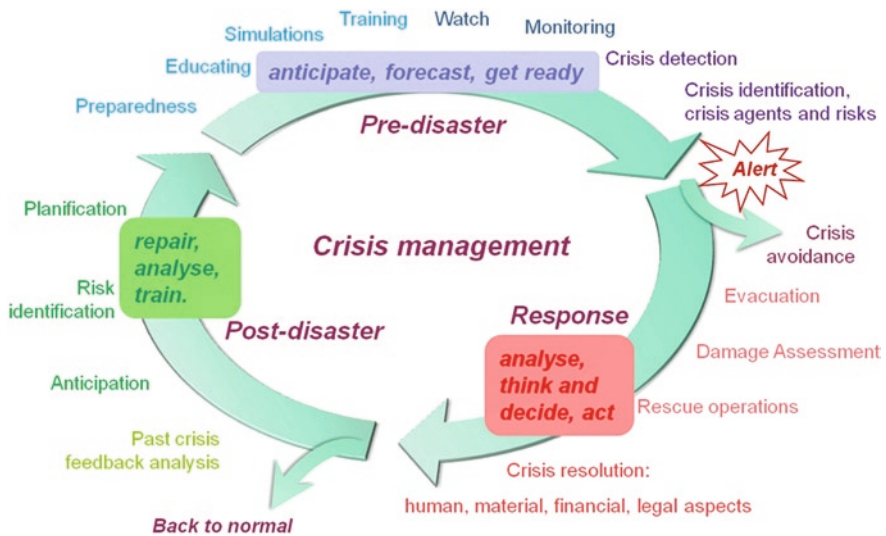 Training
Watch
Monitoring
Simulations
Educating
anticipate, forecast, get ready
Crisis detection
Preparedness
Pre-disaster
Crisis identification,
crisis agents and risks
Alert
Crisis management
Crisis
avoidance
Response
Evacuation
analyse,
think and
decide, act
Damage Assessment
Rescue operations
Crisis resolution:
human, material, financial, legal aspects
Post-disaster
repair,
analyse,
train.
Planification
Risk
identification
Anticipation
Past crisis
feedback analysis
Back to normal